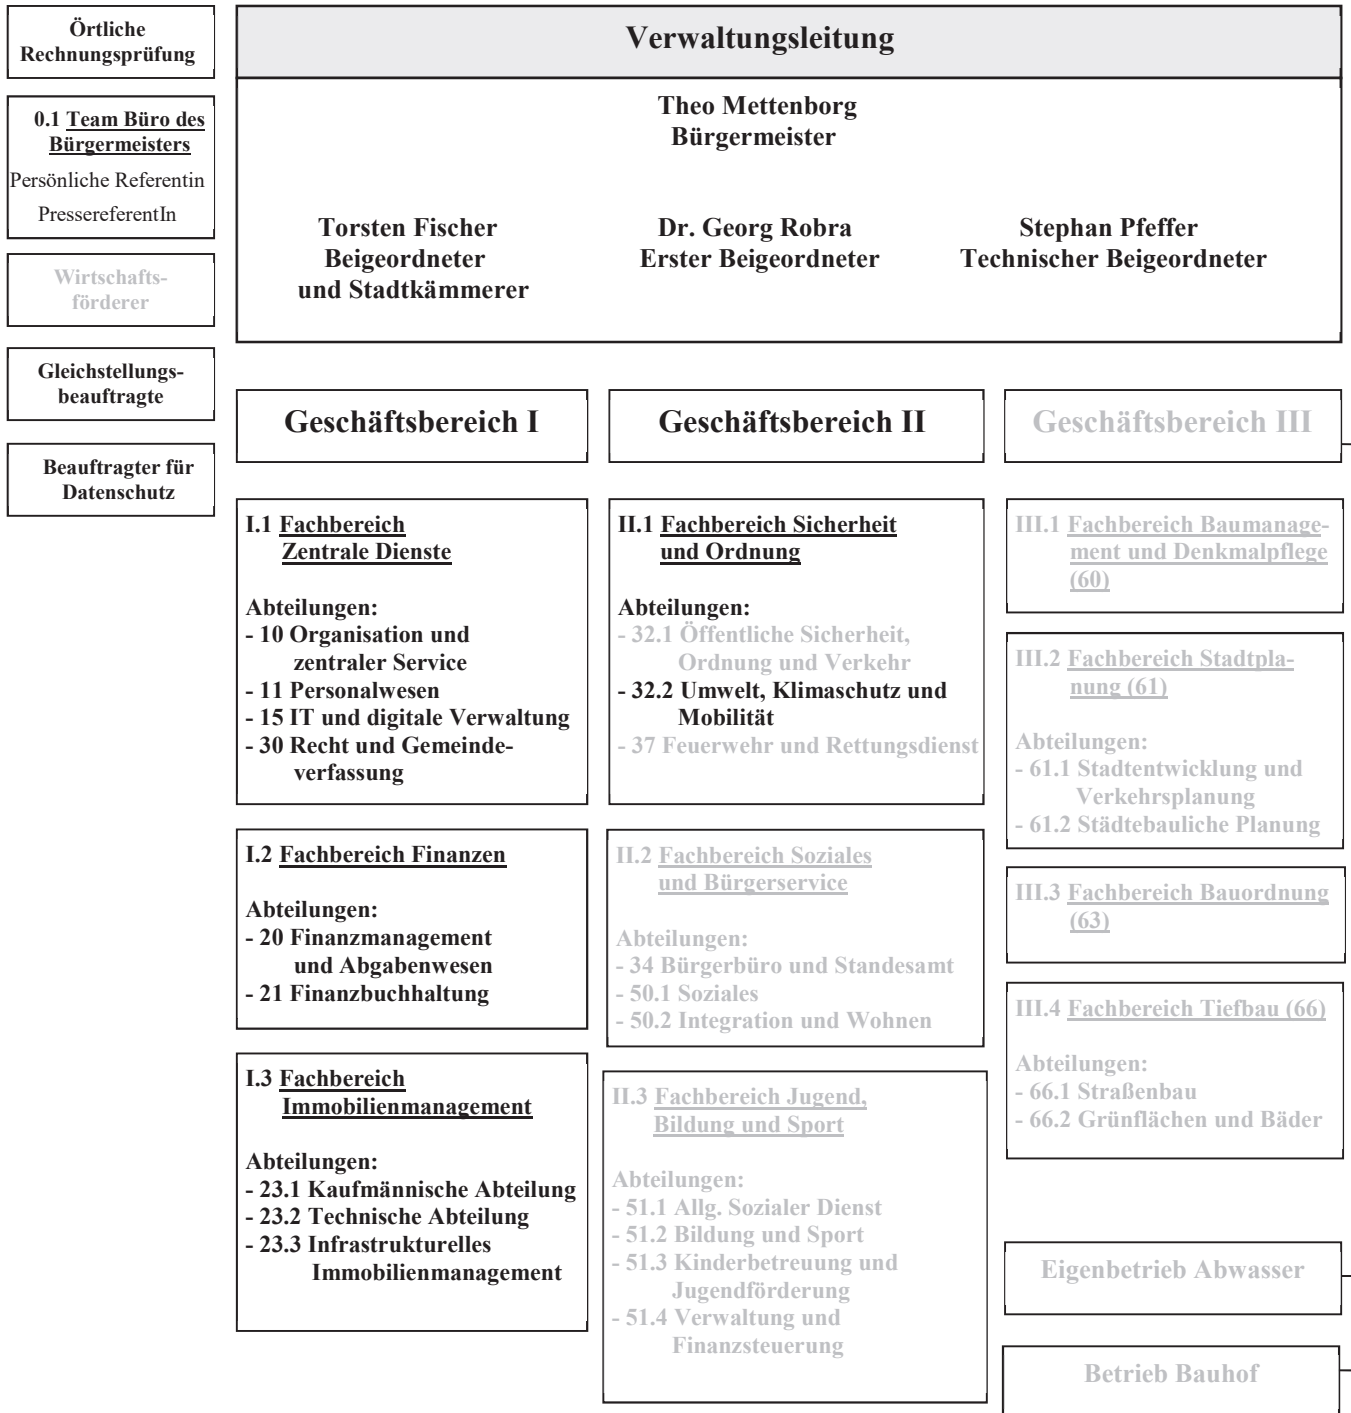 Örtliche
Rechnungsprüfung
0.1 Team Büro des
Bürgermeisters
Persönliche Referentin
PressereferentIn
Wirtschafts-
förderer
Gleichstellungs-
beauftragte
Beauftragter für
Datenschutz
Verwaltungsleitung
Theo Mettenborg
Bürgermeister
Torsten Fischer
Beigeordneter
und Stadtkämmerer
Dr. Georg Robra
Erster Beigeordneter
Stephan Pfeffer
Technischer Beigeordneter
Geschäftsbereich I
I.1 Fachbereich
Zentrale Dienste
Abteilungen:
- 10 Organisation und
zentraler Service
- 11 Personalwesen
- 15 IT und digitale Verwaltung
- 30 Recht und Gemeinde-
verfassung
I.2 Fachbereich Finanzen
Abteilungen:
- 20 Finanzmanagement
und Abgabenwesen
- 21 Finanzbuchhaltung
I.3 Fachbereich
Immobilienmanagement
Abteilungen:
- 23.1 Kaufmännische Abteilung
- 23.2 Technische Abteilung
- 23.3 Infrastrukturelles
Immobilienmanagement
Geschäftsbereich II
II.1 Fachbereich Sicherheit
und Ordnung
Abteilungen:
- 32.1 Öffentliche Sicherheit,
Ordnung und Verkehr
- 32.2 Umwelt, Klimaschutz und
Mobilität
- 37 Feuerwehr und Rettungsdienst
II.2 Fachbereich Soziales
und Bürgerservice
Abteilungen:
- 34 Bürgerbüro und Standesamt
- 50.1 Soziales
- 50.2 Integration und Wohnen
II.3 Fachbereich Jugend,
Bildung und Sport
Abteilungen:
- 51.1 Allg. Sozialer Dienst
- 51.2 Bildung und Sport
- 51.3 Kinderbetreuung und
Jugendförderung
- 51.4 Verwaltung und
Finanzsteuerung
Geschäftsbereich III
III.1 Fachbereich Baumanage-
ment und Denkmalpflege
(60)
III.2 Fachbereich Stadtpla-
nung (61)
Abteilungen:
- 61.1 Stadtentwicklung und
Verkehrsplanung
- 61.2 Städtebauliche Planung
III.3 Fachbereich Bauordnung
(63)
III.4 Fachbereich Tiefbau (66)
Abteilungen:
- 66.1 Straßenbau
- 66.2 Grünflächen und Bäder
Eigenbetrieb Abwasser
Betrieb Bauhof